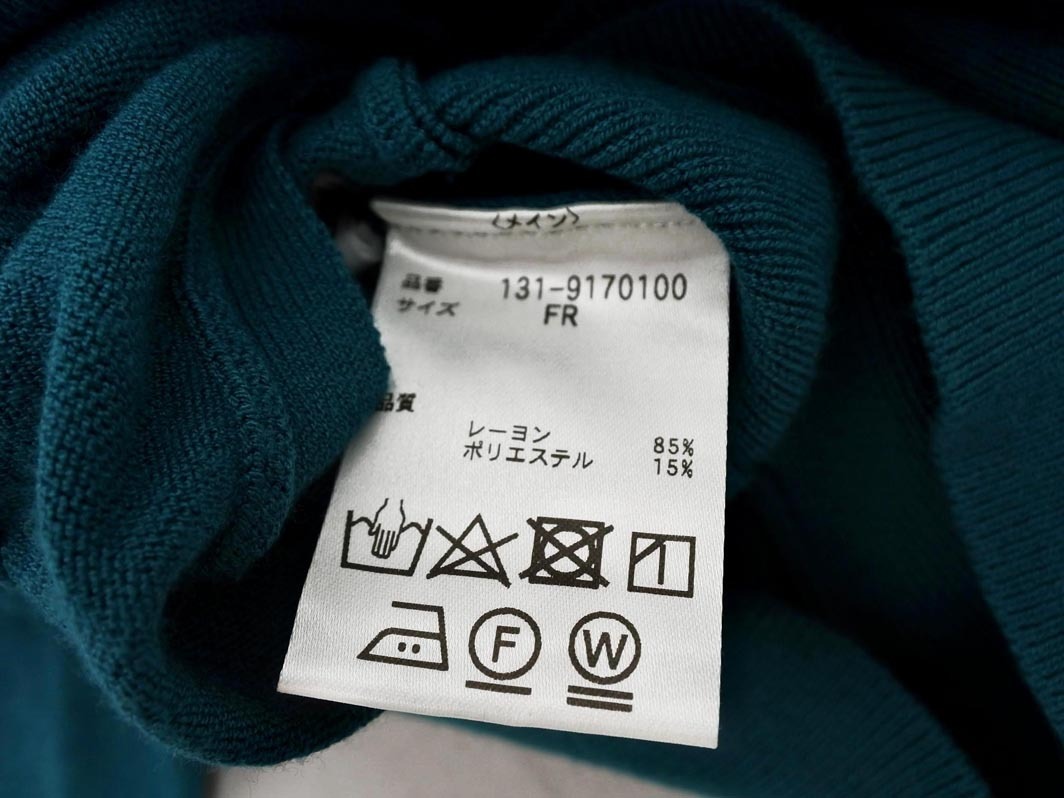 〈メイン〉
品番 131-9170100
サイズ FR
品質
レーヨン 85%
ポリエステル 15%
F W